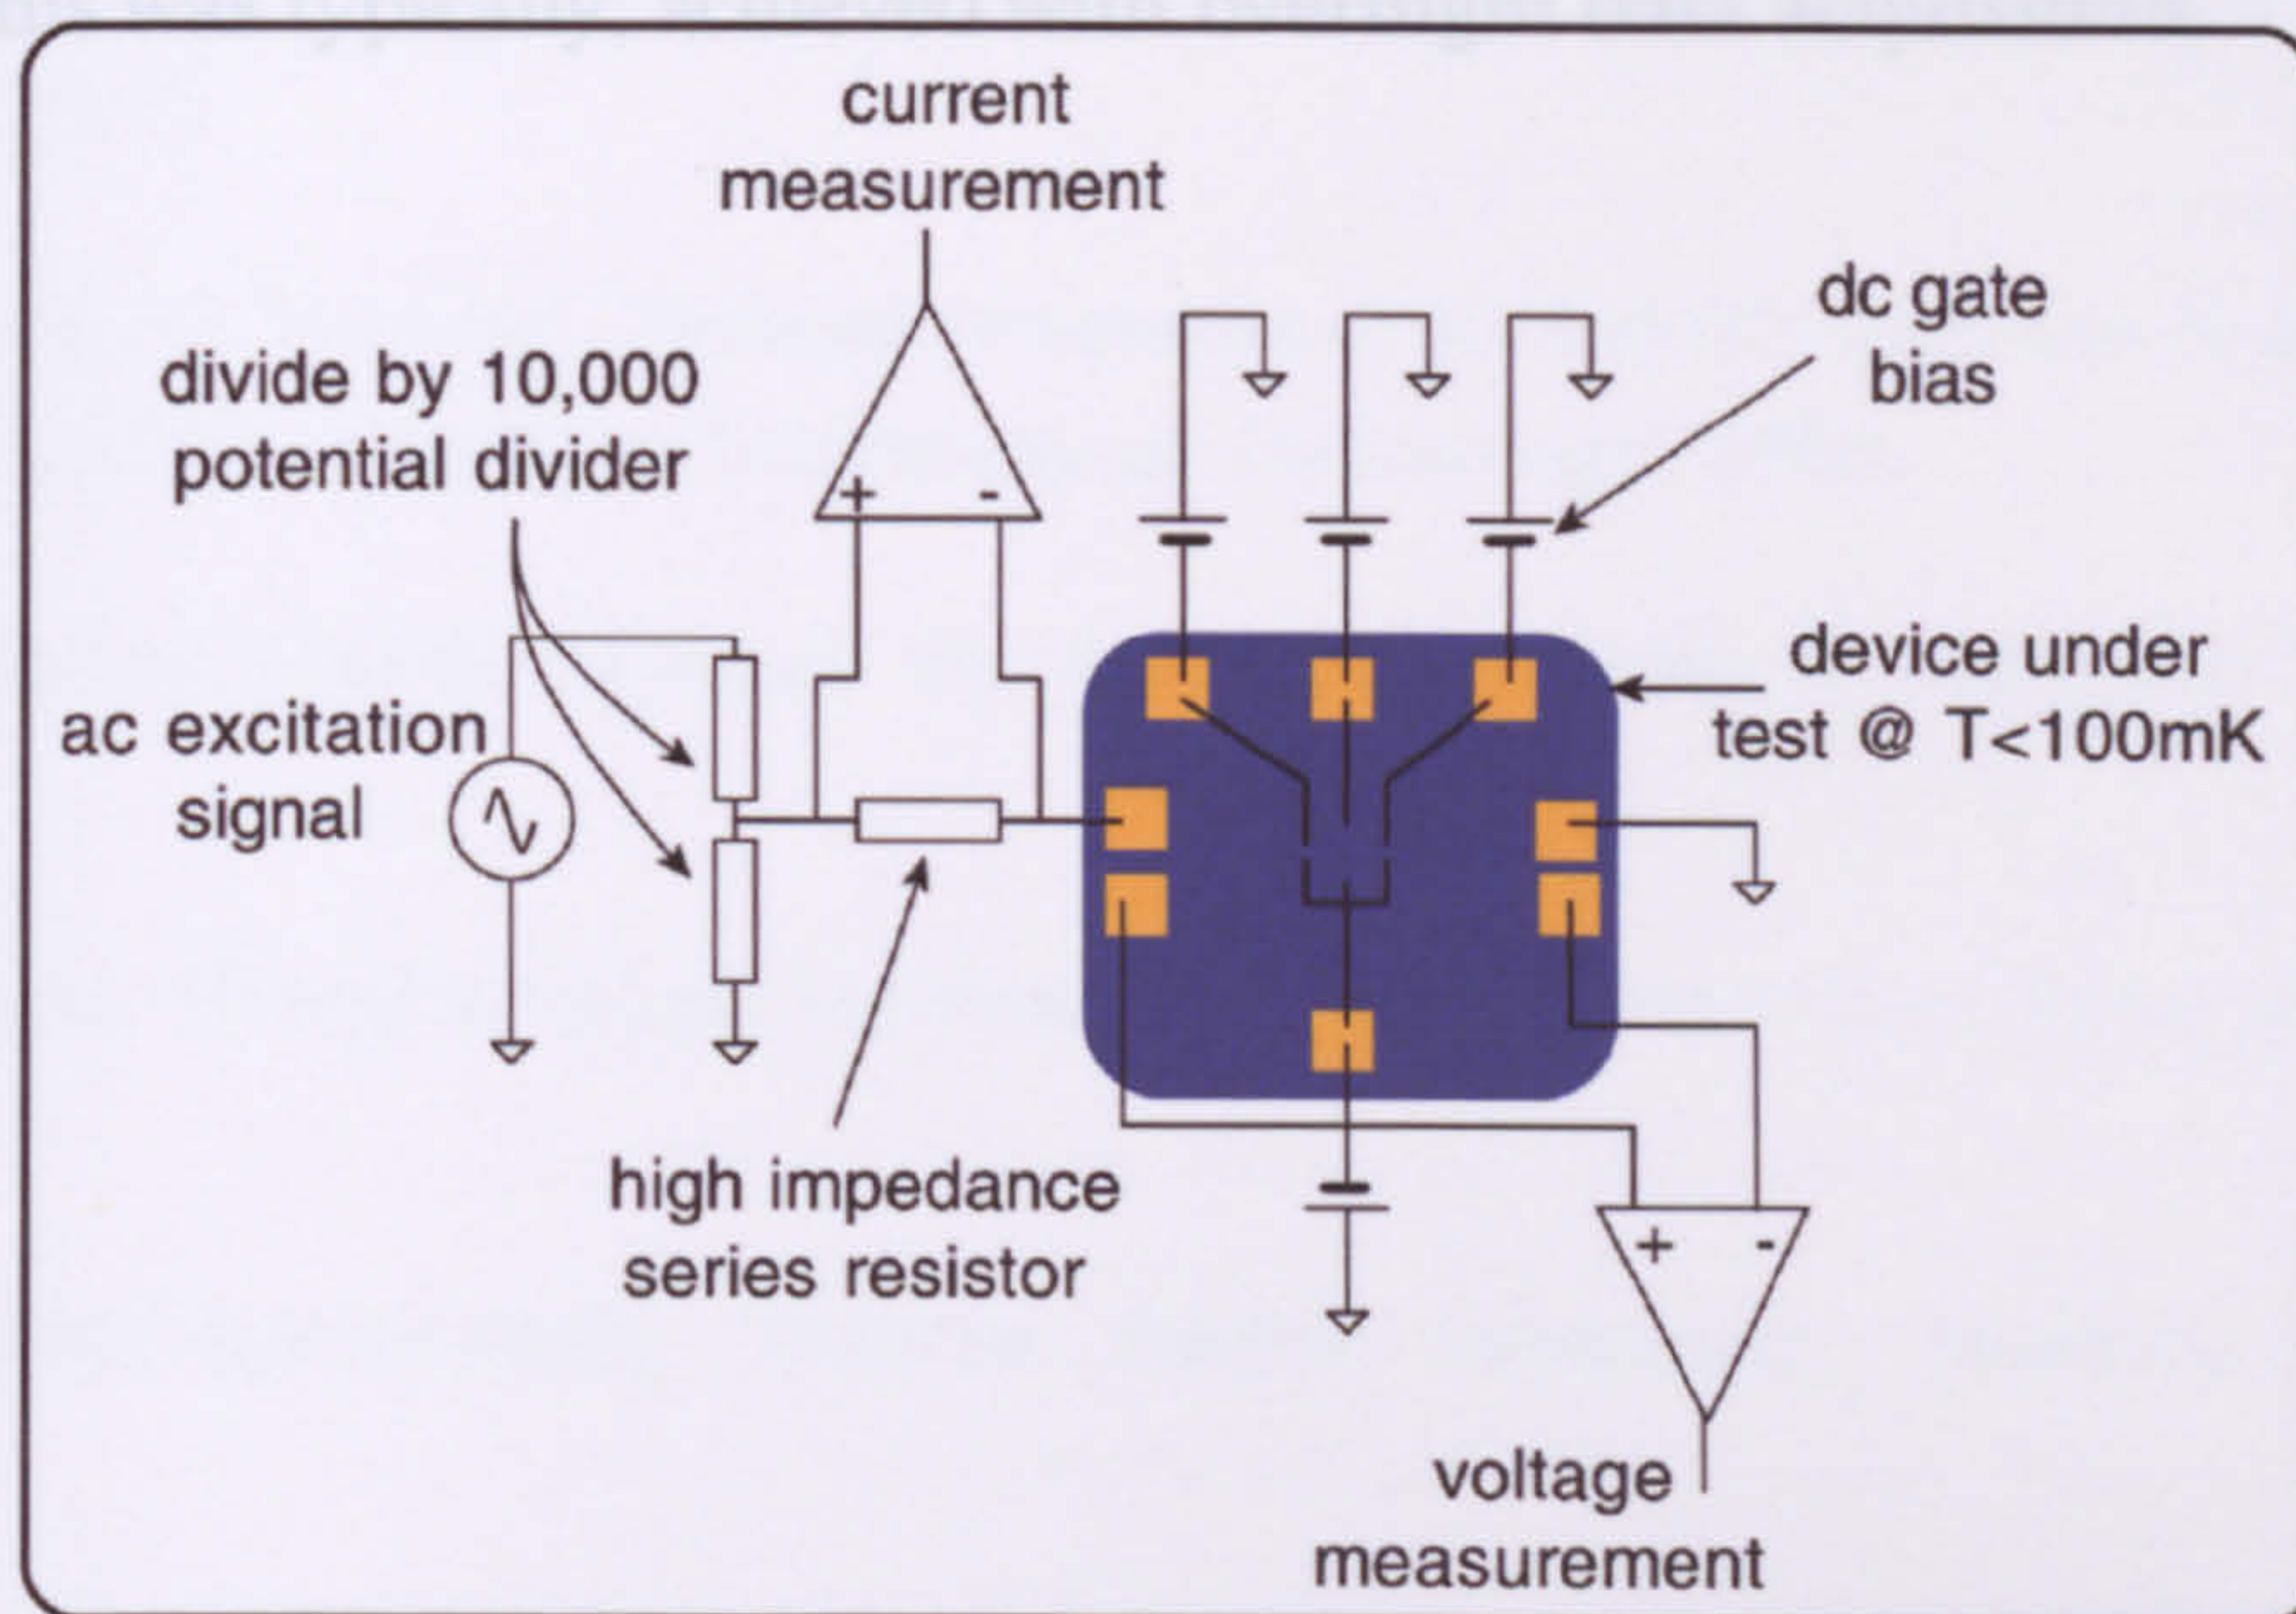 current
measurement
dc gate
bias
divide by 10,000
potential divider
+ -
device under
test @ T<100mK
ac excitation
signal
high impedance
series resistor
+ -
voltage
measurement